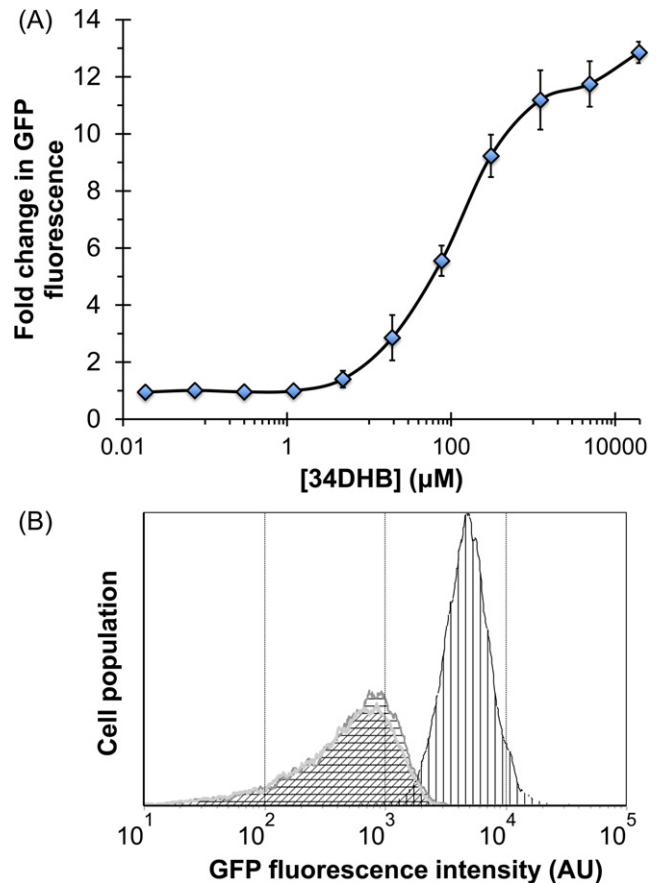 (A)
14
12
10
8
6
4
2
0
Fold change in GFP
fluorescence
0.01 1 100 10000
[34DHB] (µM)
(B)
Cell population
10¹ 10² 10³ 10⁴ 10⁵
GFP fluorescence intensity (AU)